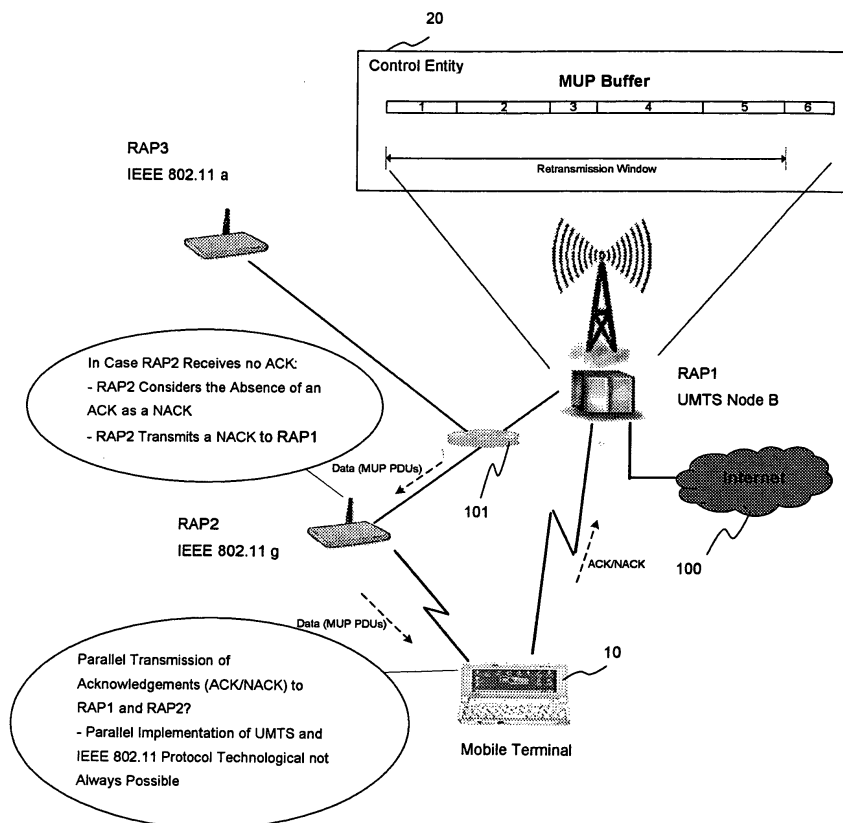 20
Control Entity
MUP Buffer
1 2 3 4 5 6
Retransmission Window
RAP3
IEEE 802.11 a
In Case RAP2 Receives no ACK:
- RAP2 Considers the Absence of an
ACK as a NACK
- RAP2 Transmits a NACK to RAP1
RAP1
UMTS Node B
Data (MUP PDUs)
101
Internet
100
RAP2
IEEE 802.11 g
ACK/NACK
Data (MUP PDUs)
10
Parallel Transmission of
Acknowledgements (ACK/NACK) to
RAP1 and RAP2?
- Parallel Implementation of UMTS and
IEEE 802.11 Protocol Technological not
Always Possible
Mobile Terminal